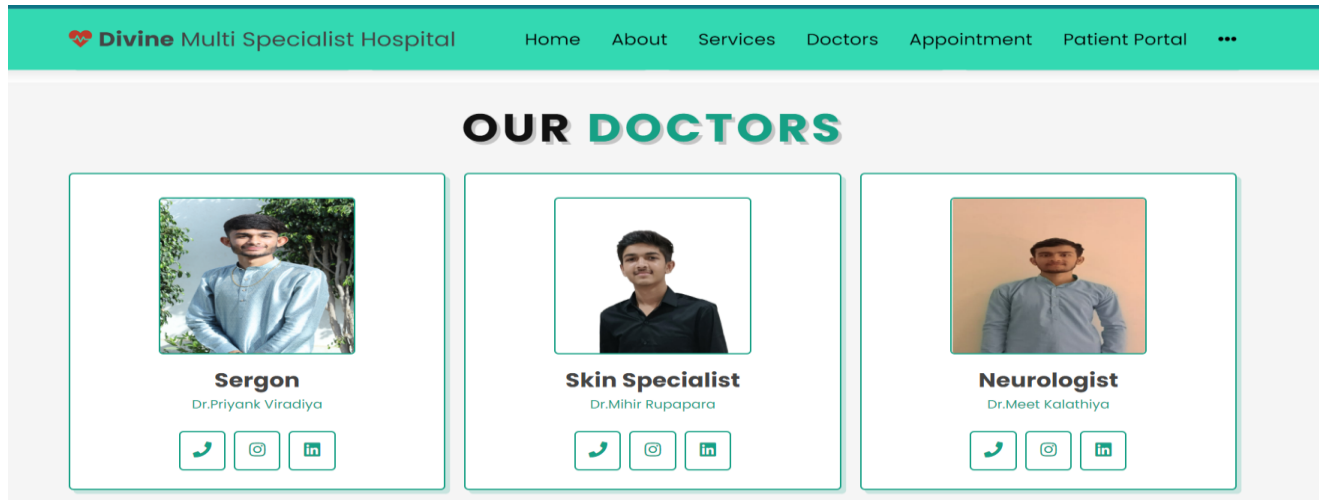 Divine Multi Specialist Hospital Home About Services Doctors Appointment Patient Portal •••
OUR DOCTORS
Sergon
Dr.Priyank Viradiya
Skin Specialist
Dr.Mihir Rupapara
Neurologist
Dr.Meet Kalathiya